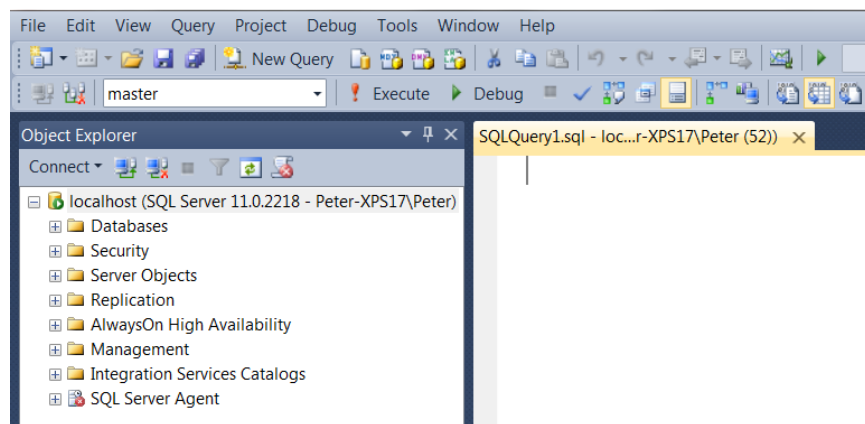 File Edit View Query Project Debug Tools Window Help
New Query
master Execute Debug
Object Explorer
SQLQuery1.sql - loc...r-XPS17\Peter (52))
Connect
localhost (SQL Server 11.0.2218 - Peter-XPS17\Peter)
Databases
Security
Server Objects
Replication
AlwaysOn High Availability
Management
Integration Services Catalogs
SQL Server Agent